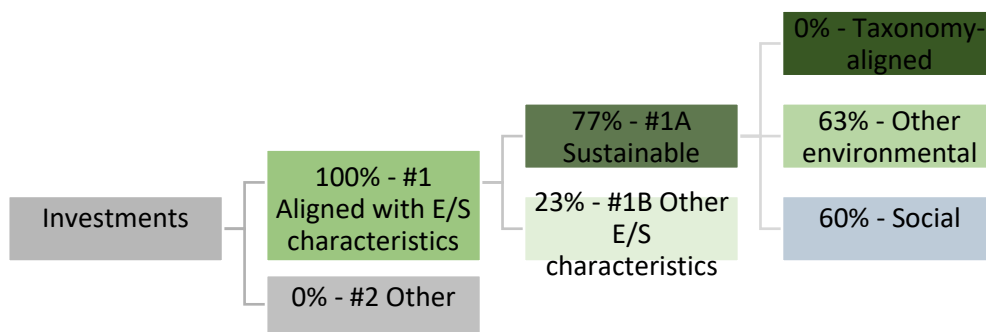 Investments
100% - #1
Aligned with E/S
characteristics
0% - #2 Other
77% - #1A
Sustainable
23% - #1B Other
E/S
characteristics
0% - Taxonomy-
aligned
63% - Other
environmental
60% - Social